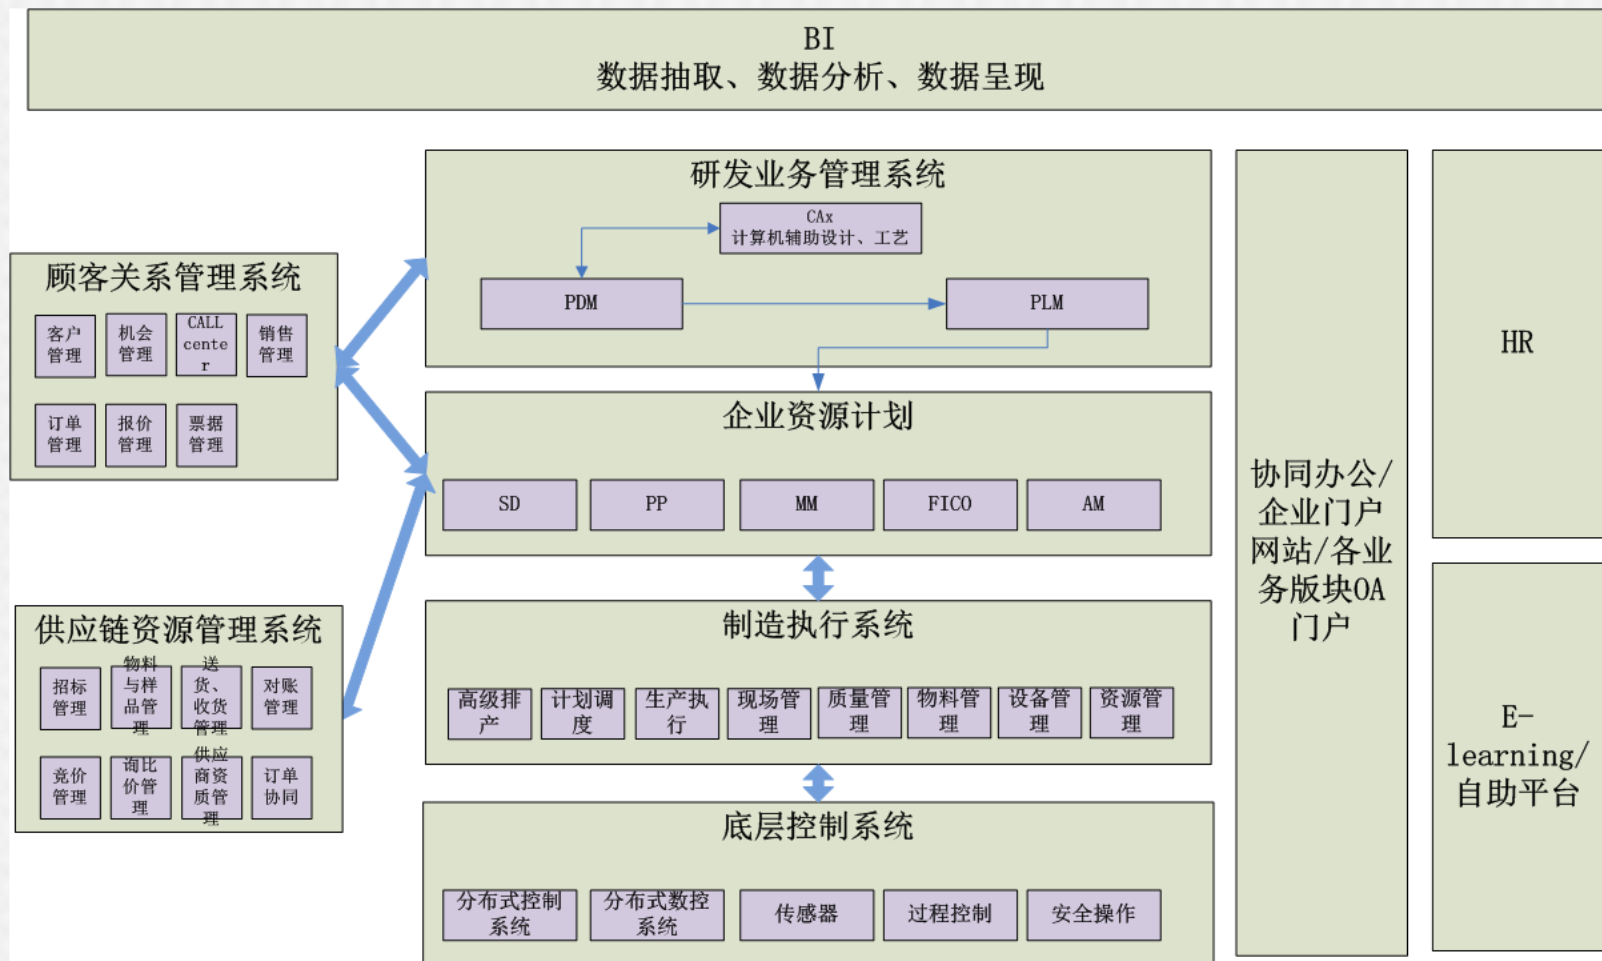 BI
数据抽取、数据分析、数据呈现
研发业务管理系统
CAx
计算机辅助设计、工艺
PDM
PLM
顾客关系管理系统
客户
管理
机会
管理
CALL
cente
r
销售
管理
订单
管理
报价
管理
票据
管理
企业资源计划
SD
PP
MM
FICO
AM
供应链资源管理系统
招标
管理
物料
与样
品管
理
送
货、
收货
管理
对账
管理
竞价
管理
询比
价管
理
供应
商资
质管
理
订单
协同
制造执行系统
高级排
产
计划调
度
生产执
行
现场管
理
质量管
理
物料管
理
设备管
理
资源管
理
底层控制系统
分布式控制
系统
分布式数控
系统
传感器
过程控制
安全操作
协同办公/
企业门户
网站/各业
务版块OA
门户
HR
E-
learning/
自助平台